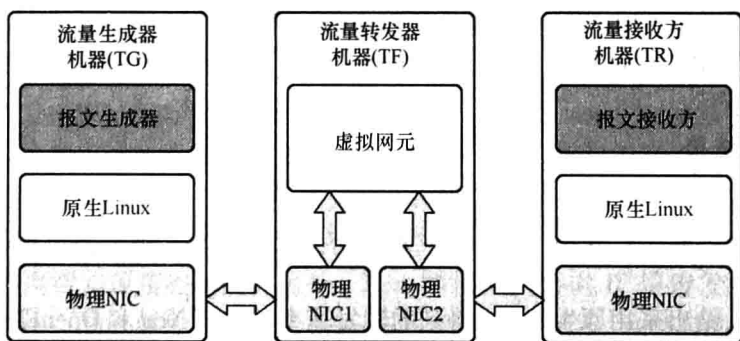 流量生成器
机器(TG)
报文生成器
原生Linux
物理NIC
流量转发器
机器(TF)
虚拟网元
物理
NIC1
物理
NIC2
流量接收方
机器(TR)
报文接收方
原生Linux
物理NIC